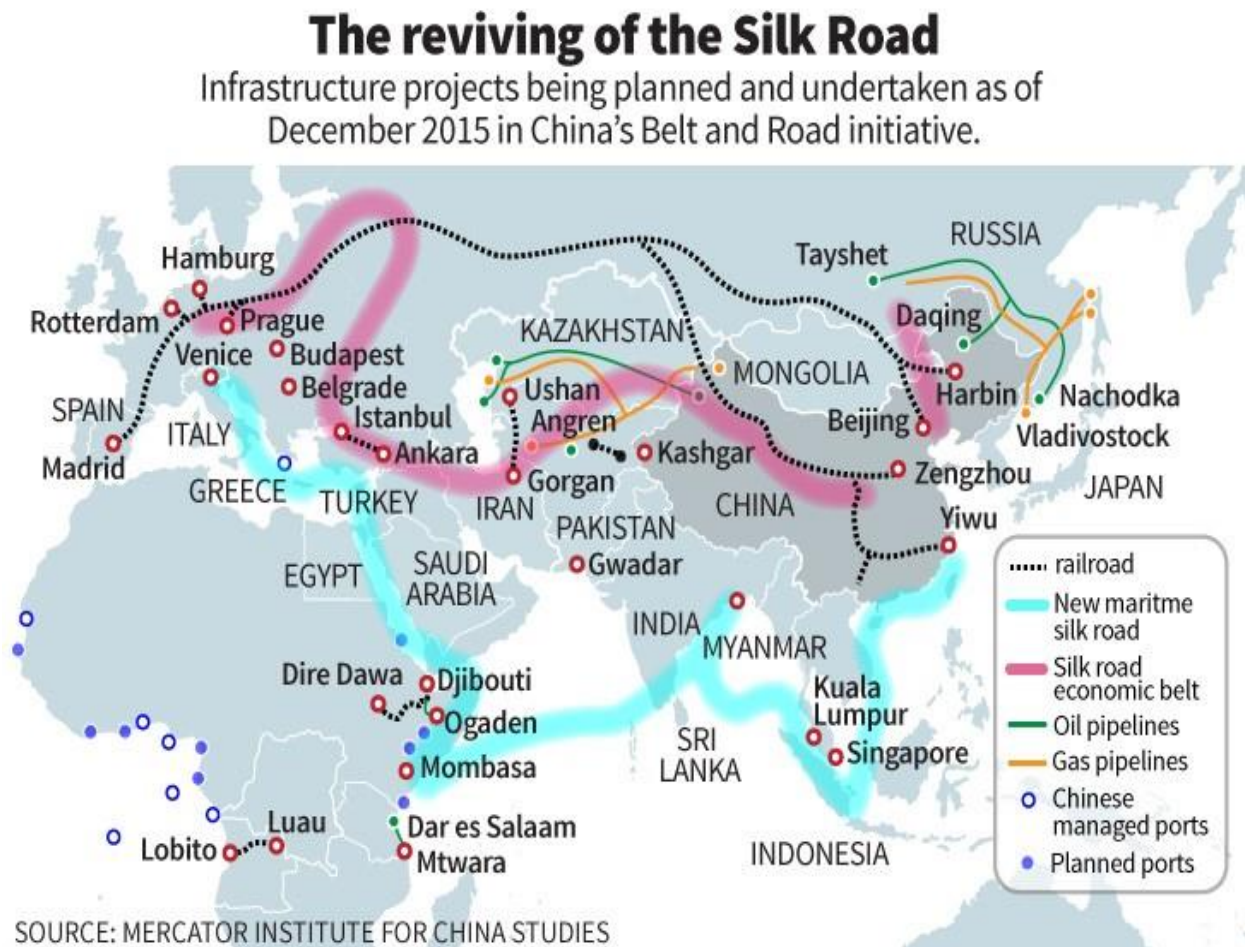 The reviving of the Silk Road
Infrastructure projects being planned and undertaken as of
December 2015 in China's Belt and Road initiative.
RUSSIA
Tayshet
Hamburg
Rotterdam
Prague
Daqing
KAZAKHSTAN
Venice
Budapest
MONGOLIA
Belgrade
Ushan
Harbin
Nachodka
SPAIN
Istanbul
Angren
Beijing
Vladivostock
ITALY
Ankara
Kashgar
Madrid
Zengzhou
GREECE
TURKEY
IRAN
Gorgan
CHINA
JAPAN
PAKISTAN
Yiwu
EGYPT
SAUDI
ARABIA
Gwadar
INDIA
MYANMAR
Dire Dawa
Djibouti
Ogaden
Kuala
Lumpur
SRI
LANKA
Singapore
Mombasa
Luau
Dar es Salaam
Lobito
Mtwara
INDONESIA
railroad
New maritme
silk road
Silk road
economic belt
Oil pipelines
Gas pipelines
Chinese
managed ports
Planned ports
SOURCE: MERCATOR INSTITUTE FOR CHINA STUDIES